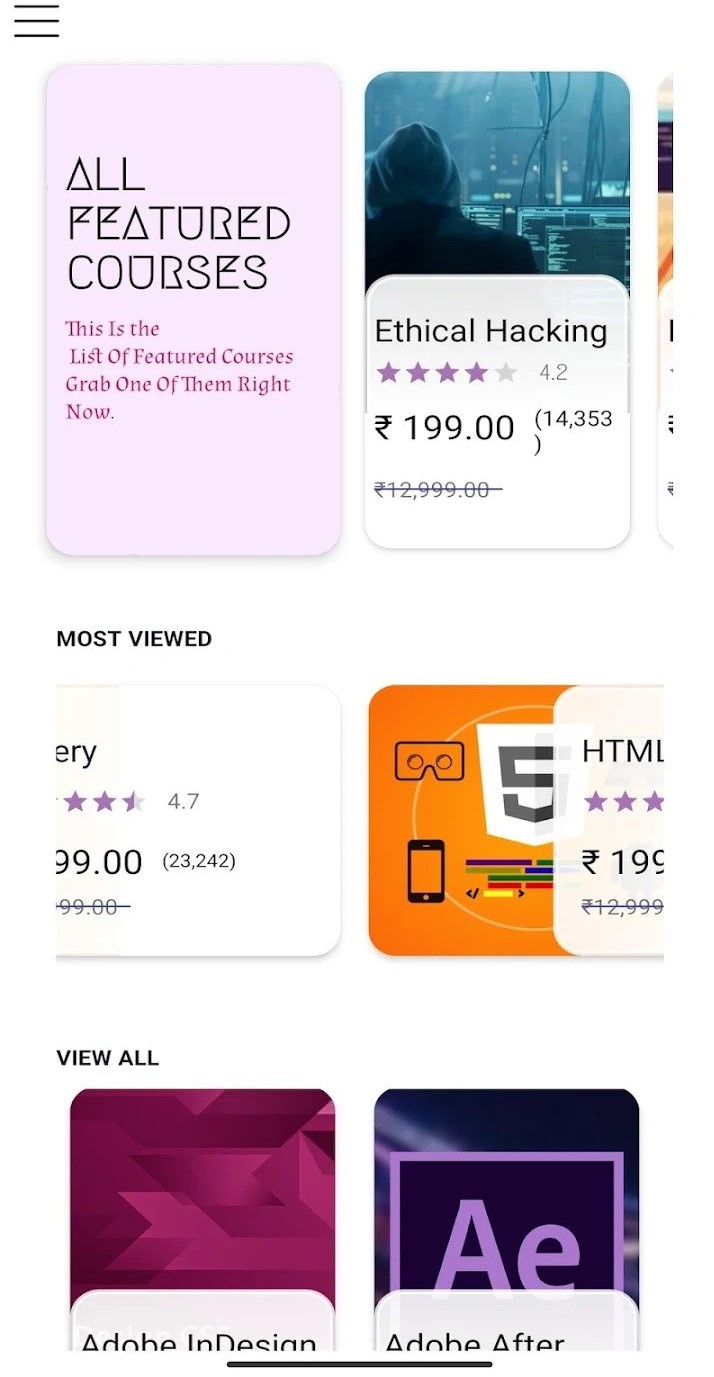 ALL
FEATURED
COURSES
This Is the
List Of Featured Courses
Grab One Of Them Right
Now.
Ethical Hacking
4.2
₹ 199.00 (14,353
)
₹12,999.00
MOST VIEWED
ery
4.7
99.00 (23,242)
99.00
5
HTML
₹ 199
₹12,999
</>
VIEW ALL
Adobe InDesign
Ae
Adobe After